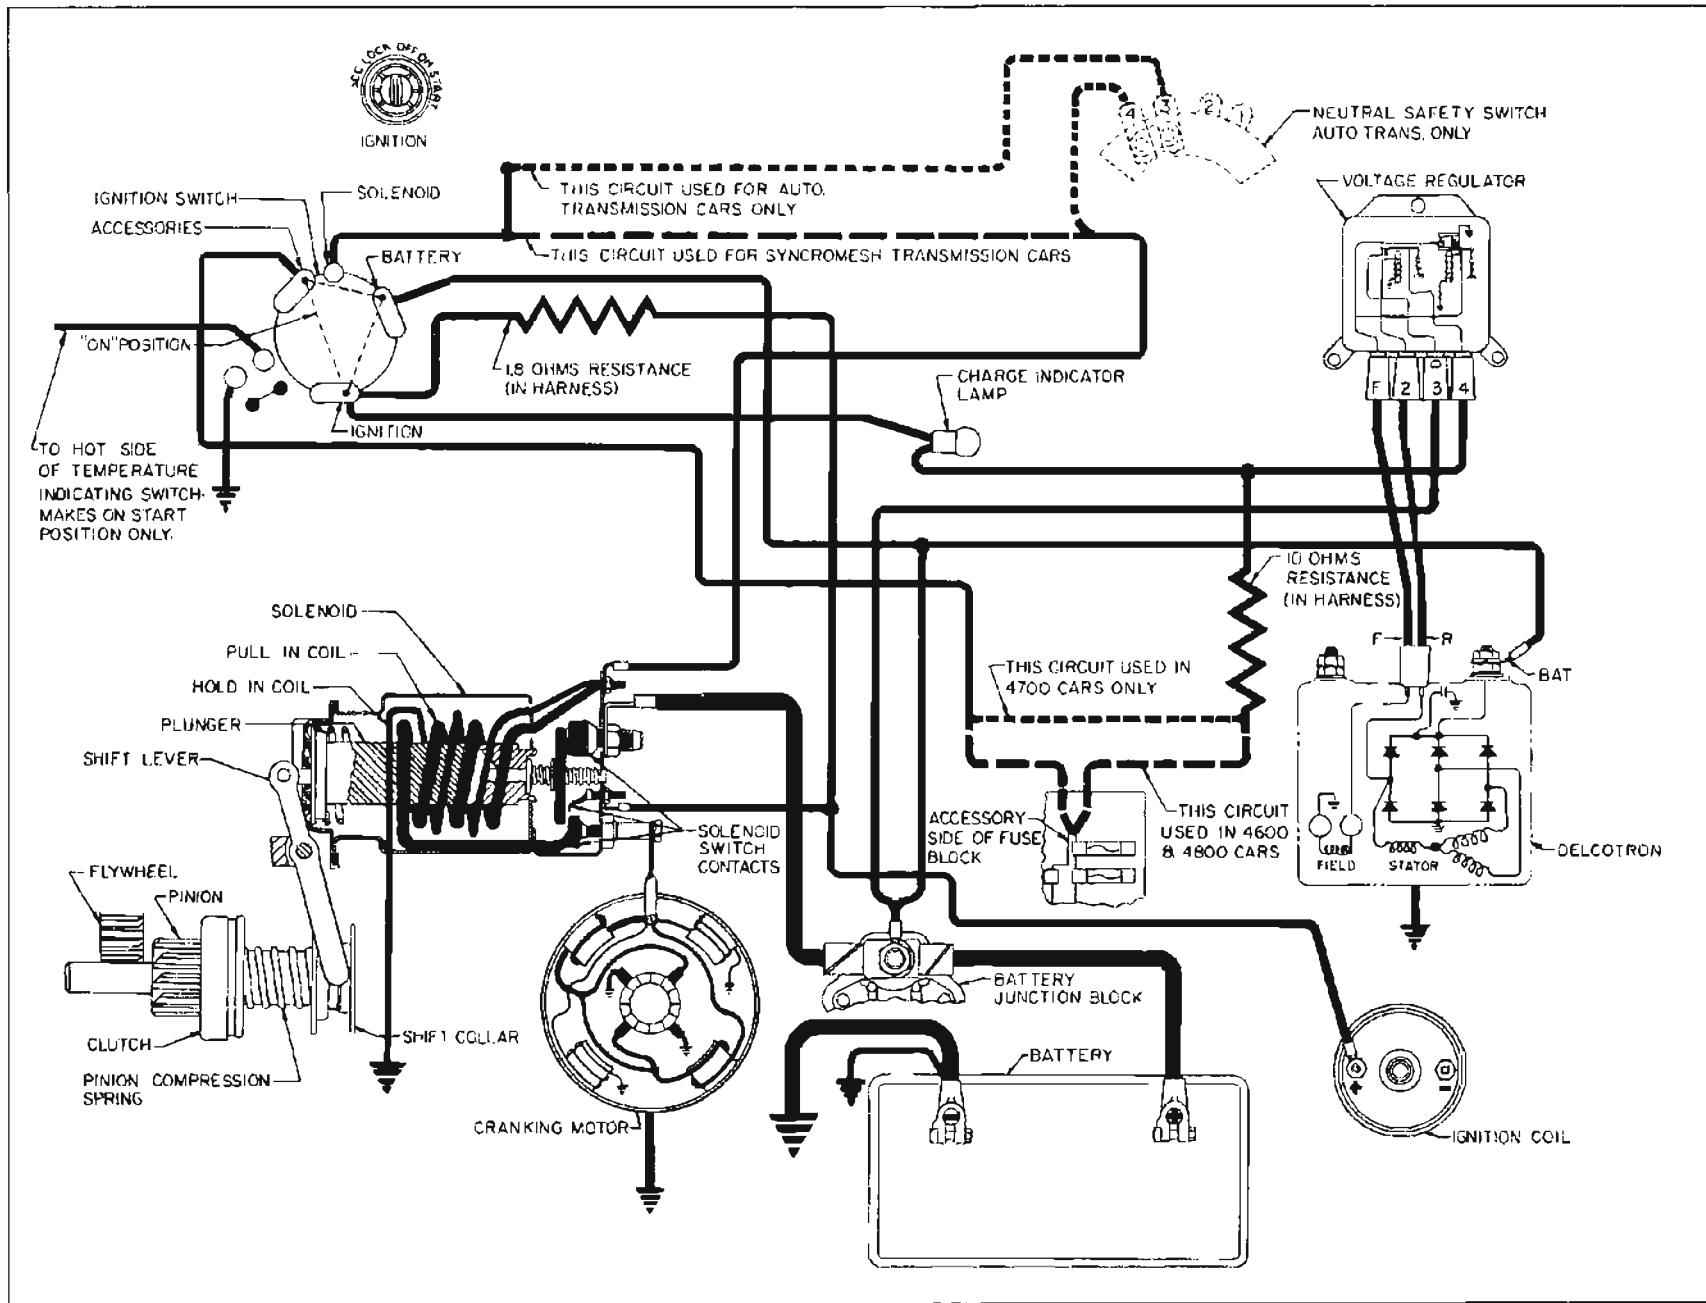 ACC LOCK OFF ON START
IGNITION
NEUTRAL SAFETY SWITCH
AUTO TRANS. ONLY
4
3
2
1
VOLTAGE REGULATOR
IGNITION SWITCH
SOLENOID
ACCESSORIES
THIS CIRCUIT USED FOR AUTO.
TRANSMISSION CARS ONLY
BATTERY
THIS CIRCUIT USED FOR SYNCROMESH TRANSMISSION CARS
"ON" POSITION
1.8 OHMS RESISTANCE
(IN HARNESS)
CHARGE INDICATOR
LAMP
F 2 3 4
IGNITION
TO HOT SIDE
OF TEMPERATURE
INDICATING SWITCH-
MAKES ON START
POSITION ONLY.
10 OHMS
RESISTANCE
(IN HARNESS)
SOLENOID
PULL IN COIL
HOLD IN COIL
PLUNGER
SHIFT LEVER
F R
BAT
THIS CIRCUIT USED IN
4700 CARS ONLY
SOLENOID
SWITCH
CONTACTS
ACCESSORY
SIDE OF FUSE
BLOCK
THIS CIRCUIT
USED IN 4600
& 4800 CARS
FIELD
STATOR
DELCOTRON
FLYWHEEL
PINION
BATTERY
JUNCTION BLOCK
CLUTCH
SHIFT COLLAR
PINION COMPRESSION
SPRING
CRANKING MOTOR
BATTERY
+
-
IGNITION COIL